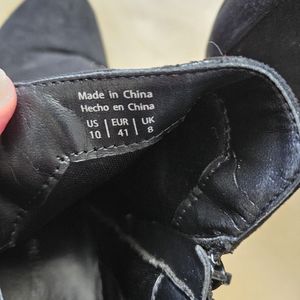 Made in China
Hecho en China
US | EUR | UK
10 | 41 | 8